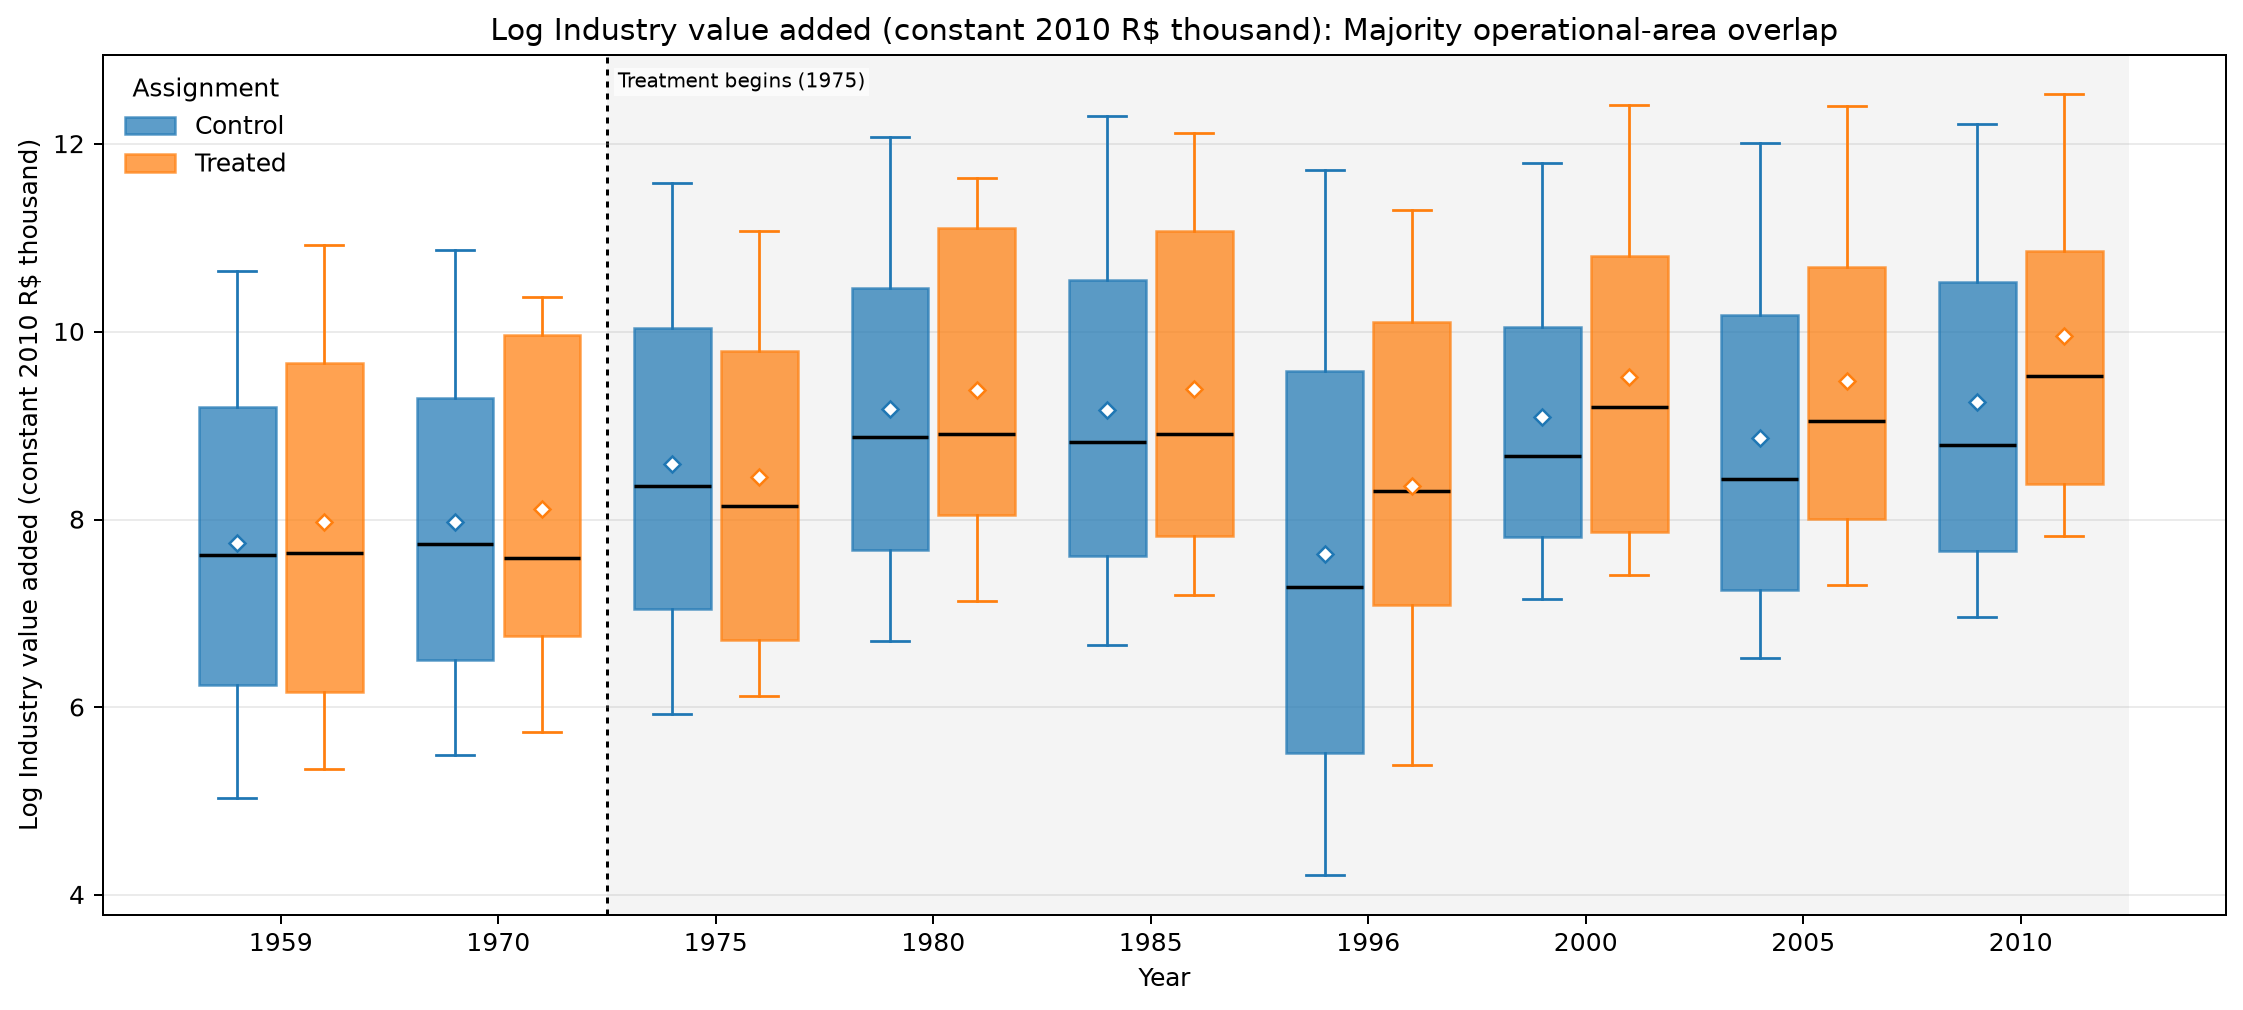 Log Industry value added (constant 2010 R$ thousand): Majority operational-area overlap
Log Industry value added (constant 2010 R$ thousand)
Assignment
Control
Treated
Treatment begins (1975)
12
10
8
6
4
1959 1970 1975 1980 1985 1996 2000 2005 2010
Year